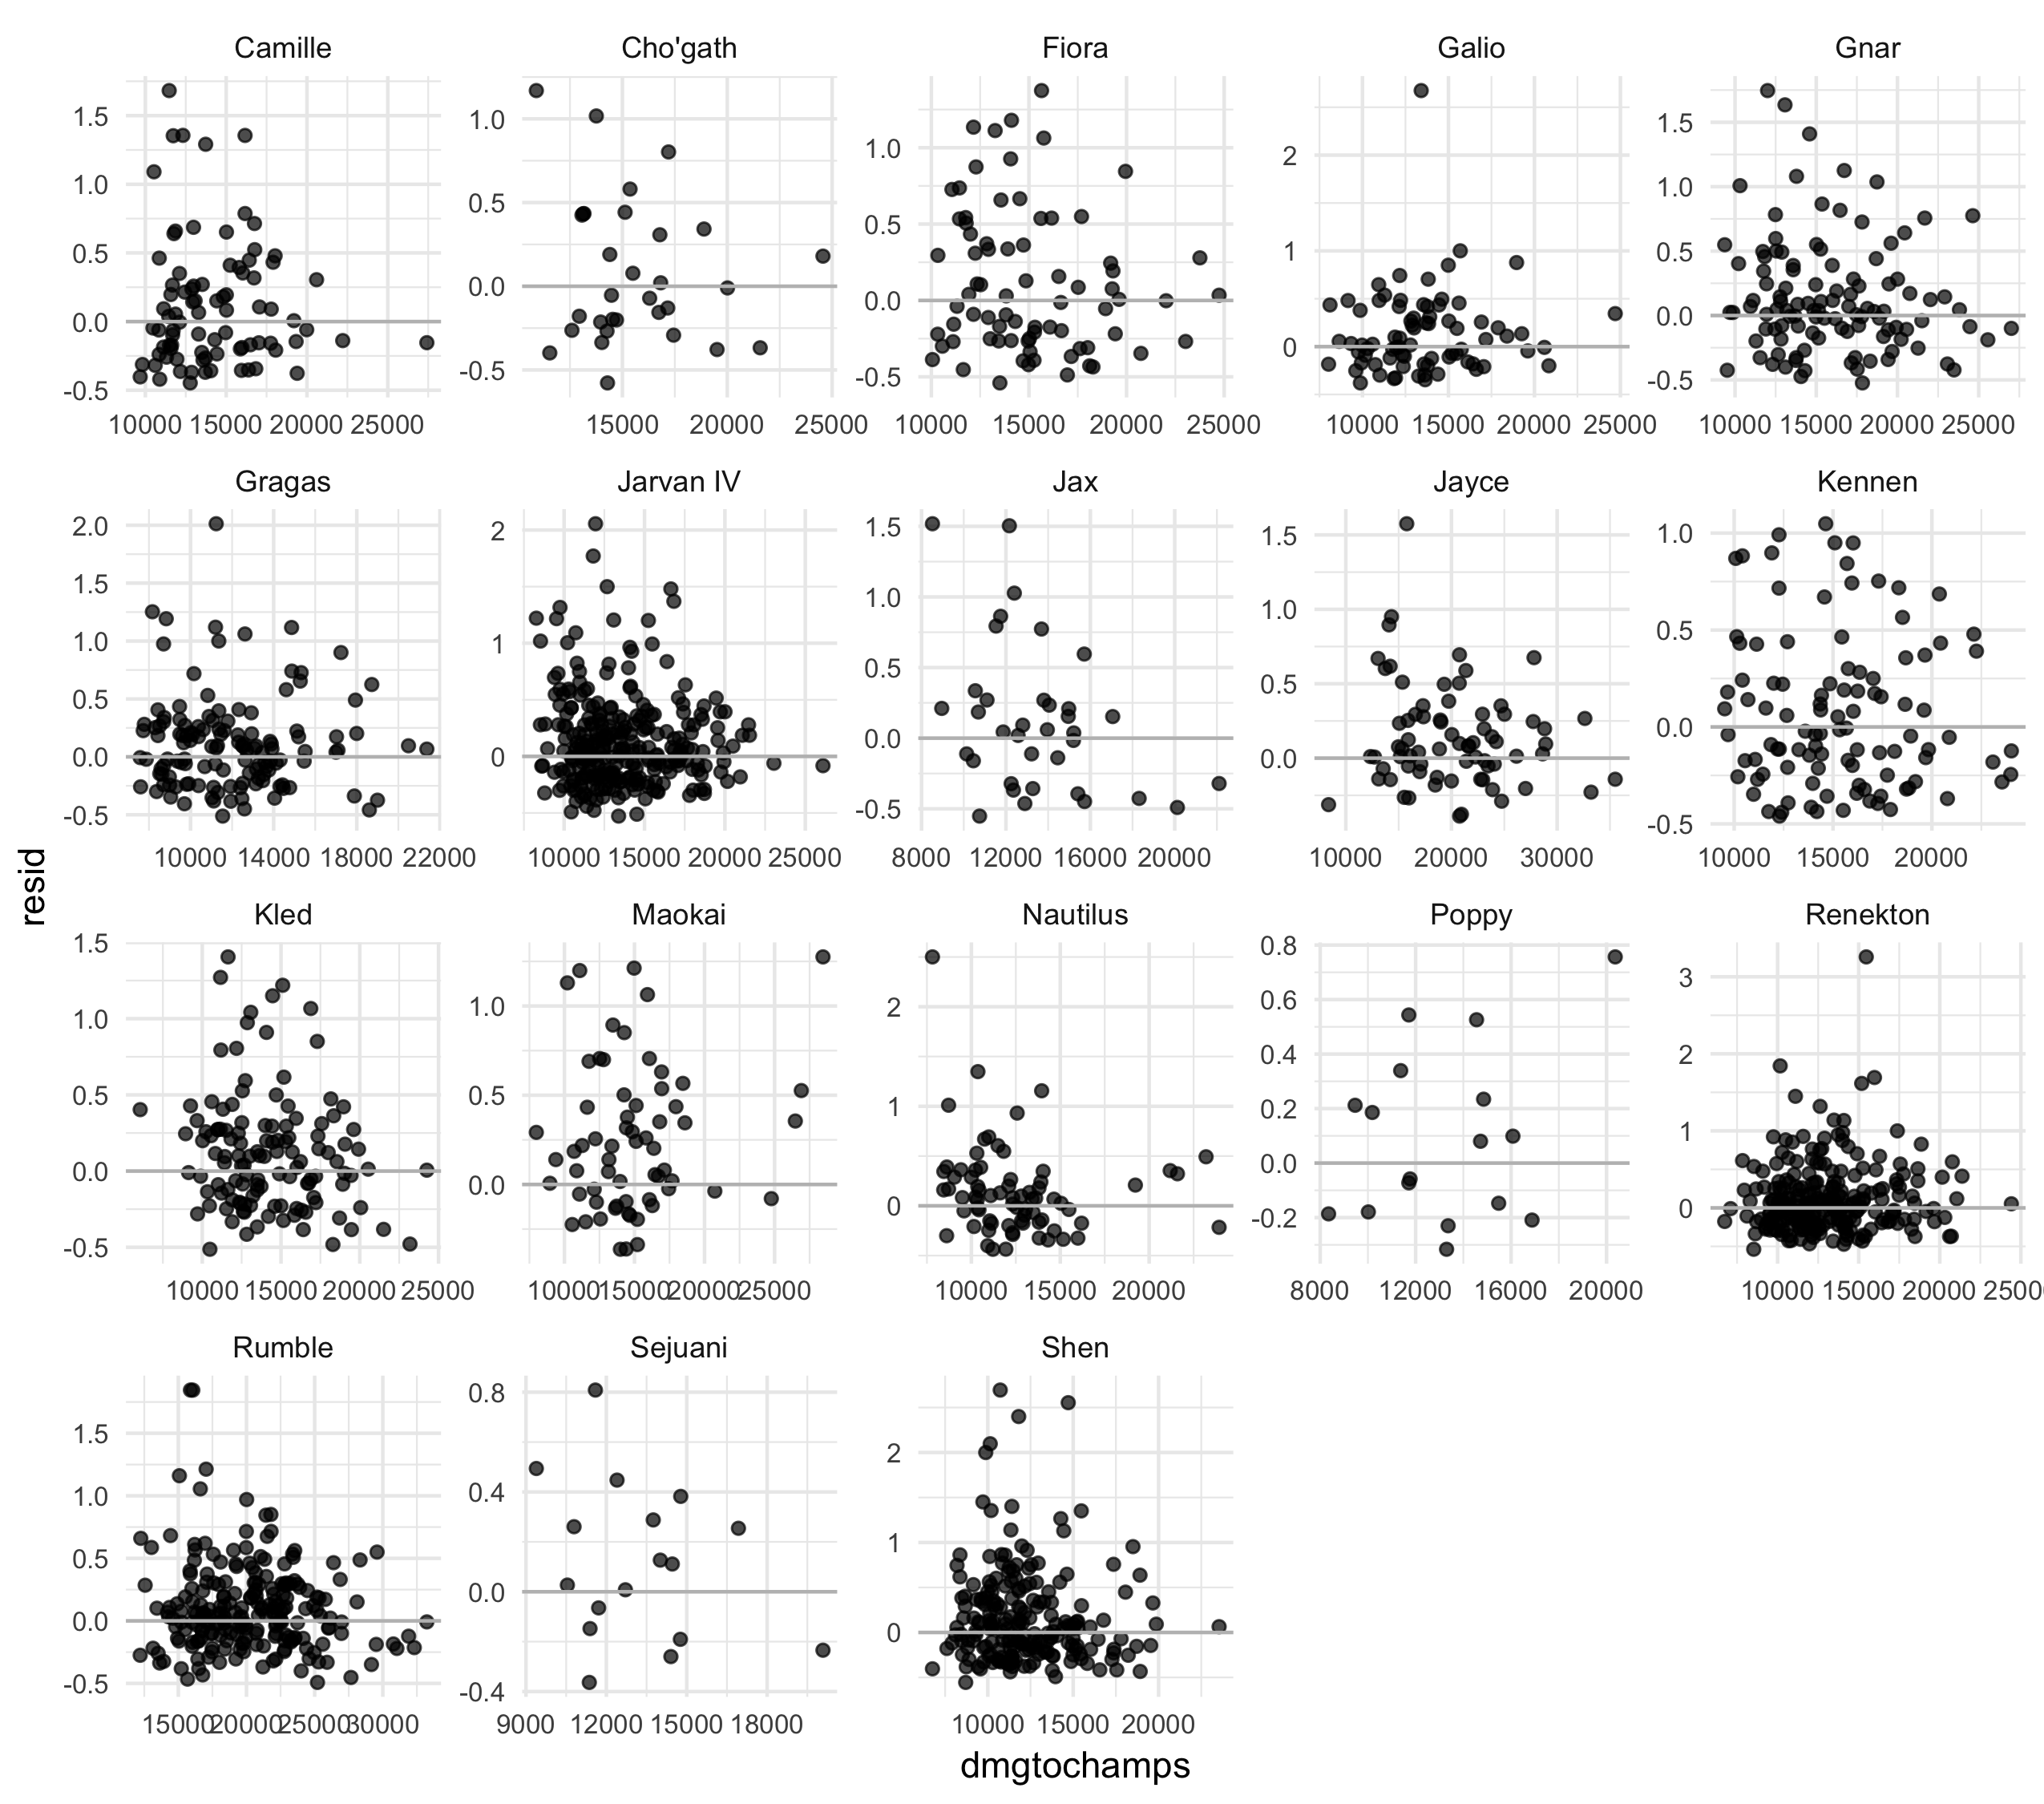 Camille Cho'gath Fiora Galio Gnar
1.5 1.0 0.5 0.0 -0.5
1.0 0.5 0.0 -0.5
1.0 0.5 0.0 -0.5
2 1 0
1.5 1.0 0.5 0.0 -0.5
10000 15000 20000 25000
15000 20000 25000
10000 15000 20000 25000
10000 15000 20000 25000
10000 15000 20000 25000
Gragas Jarvan IV Jax Jayce Kennen
2.0 1.5 1.0 0.5 0.0 -0.5
2 1 0
1.5 1.0 0.5 0.0 -0.5
1.5 1.0 0.5 0.0
1.0 0.5 0.0 -0.5
10000 14000 18000 22000
10000 15000 20000 25000
8000 12000 16000 20000
10000 20000 30000
10000 15000 20000
resid
Kled Maokai Nautilus Poppy Renekton
1.5 1.0 0.5 0.0 -0.5
1.0 0.5 0.0
2 1 0
0.8 0.6 0.4 0.2 0.0 -0.2
3 2 1 0
10000 15000 20000 25000
10000 15000 20000 25000
10000 15000 20000
8000 12000 16000 20000
10000 15000 20000
Rumble Sejuani Shen
1.5 1.0 0.5 0.0 -0.5
0.8 0.4 0.0 -0.4
2 1 0
15000 20000 25000 30000
9000 12000 15000 18000
10000 15000 20000
dmgtochamps